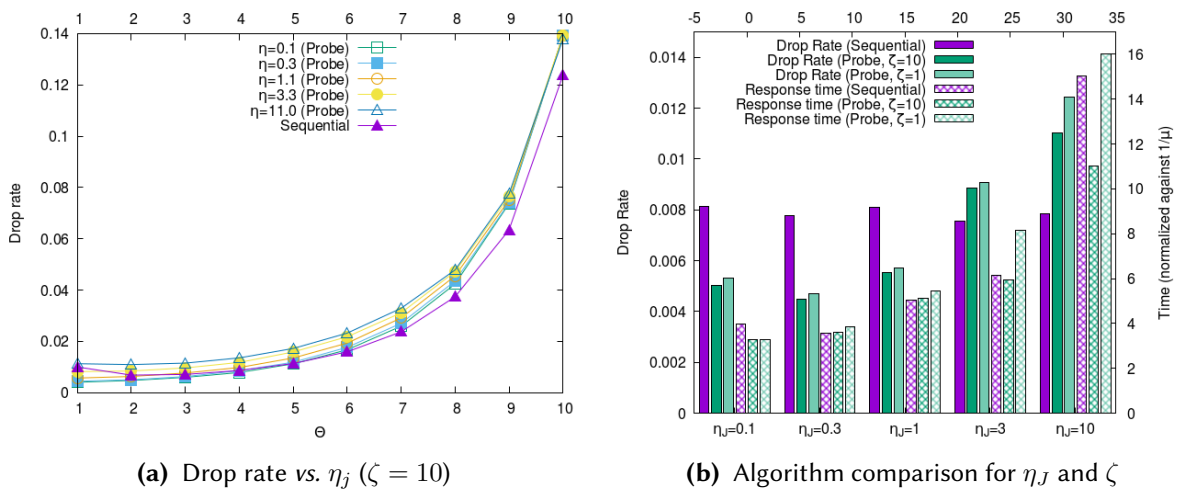 1 2 3 4 5 6 7 8 9 10
0.14
0.12
0.1
0.08
0.06
0.04
0.02
0
Drop rate
η=0.1 (Probe)
η=0.3 (Probe)
η=1.1 (Probe)
η=3.3 (Probe)
η=11.0 (Probe)
Sequential
1 2 3 4 5 6 7 8 9 10
Θ
(a) Drop rate vs. ηj (ζ = 10)
-5 0 5 10 15 20 25 30 35
0.014
0.012
0.01
0.008
0.006
0.004
0.002
0
Drop Rate
Drop Rate (Sequential)
Drop Rate (Probe, ζ=10)
Drop Rate (Probe, ζ=1)
Response time (Sequential)
Response time (Probe, ζ=10)
Response time (Probe, ζ=1)
16
14
12
10
8
6
4
2
0
Time (normalized against 1/μ)
ηJ=0.1 ηJ=0.3 ηJ=1 ηJ=3 ηJ=10
(b) Algorithm comparison for ηJ and ζ